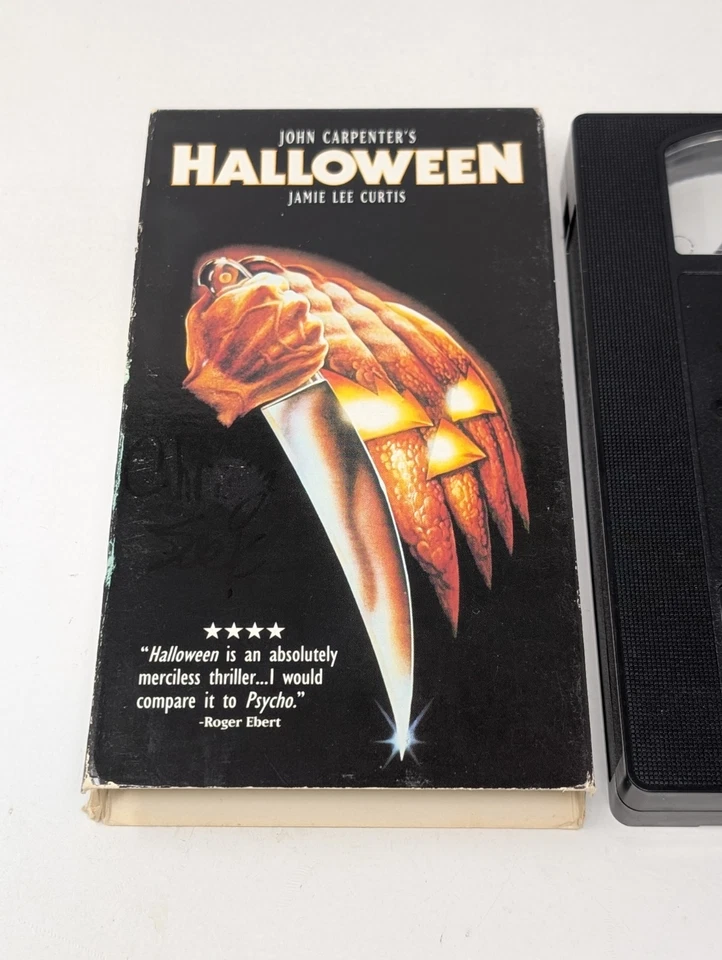 JOHN CARPENTER'S
HALLOWEEN
JAMIE LEE CURTIS
★★★★
"Halloween is an absolutely
merciless thriller...I would
compare it to Psycho."
-Roger Ebert